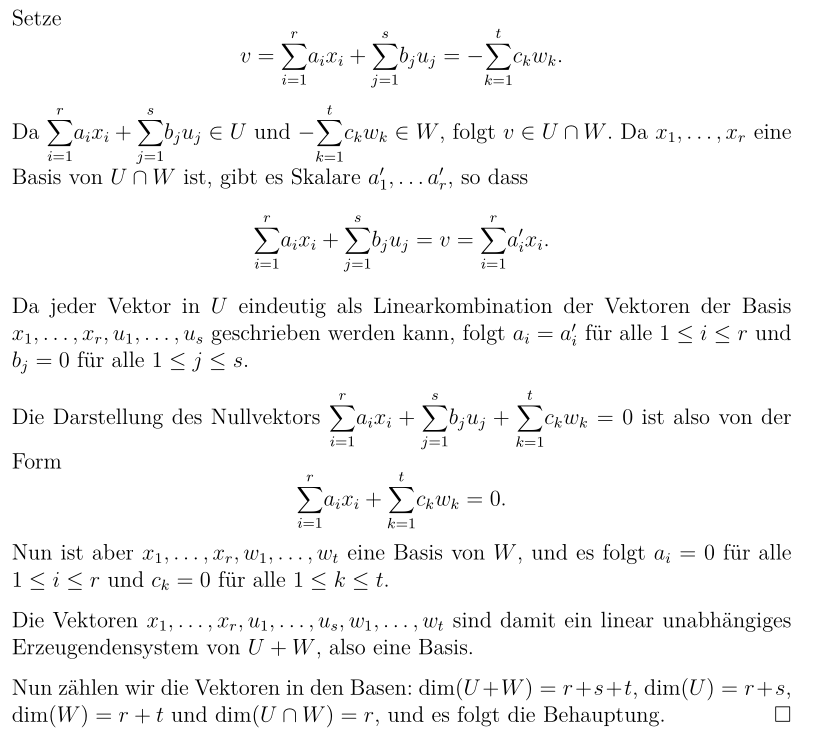 Setze
$$v = \sum_{i=1}^{r} a_i x_i + \sum_{j=1}^{s} b_j u_j = -\sum_{k=1}^{t} c_k w_k.$$
Da $\sum_{i=1}^{r} a_i x_i + \sum_{j=1}^{s} b_j u_j \in U$ und $-\sum_{k=1}^{t} c_k w_k \in W$, folgt $v \in U \cap W$. Da $x_1, \ldots, x_r$ eine
Basis von $U \cap W$ ist, gibt es Skalare $a'_1, \ldots a'_r$, so dass
$$\sum_{i=1}^{r} a_i x_i + \sum_{j=1}^{s} b_j u_j = v = \sum_{i=1}^{r} a'_i x_i.$$
Da jeder Vektor in $U$ eindeutig als Linearkombination der Vektoren der Basis
$x_1, \ldots, x_r, u_1, \ldots, u_s$ geschrieben werden kann, folgt $a_i = a'_i$ für alle $1 \leq i \leq r$ und
$b_j = 0$ für alle $1 \leq j \leq s$.
Die Darstellung des Nullvektors $\sum_{i=1}^{r} a_i x_i + \sum_{j=1}^{s} b_j u_j + \sum_{k=1}^{t} c_k w_k = 0$ ist also von der
Form
$$\sum_{i=1}^{r} a_i x_i + \sum_{k=1}^{t} c_k w_k = 0.$$
Nun ist aber $x_1, \ldots, x_r, w_1, \ldots, w_t$ eine Basis von $W$, und es folgt $a_i = 0$ für alle
$1 \leq i \leq r$ und $c_k = 0$ für alle $1 \leq k \leq t$.
Die Vektoren $x_1, \ldots, x_r, u_1, \ldots, u_s, w_1, \ldots, w_t$ sind damit ein linear unabhängiges
Erzeugendensystem von $U + W$, also eine Basis.
Nun zählen wir die Vektoren in den Basen: $\dim(U+W) = r+s+t$, $\dim(U) = r+s$,
$\dim(W) = r + t$ und $\dim(U \cap W) = r$, und es folgt die Behauptung. □